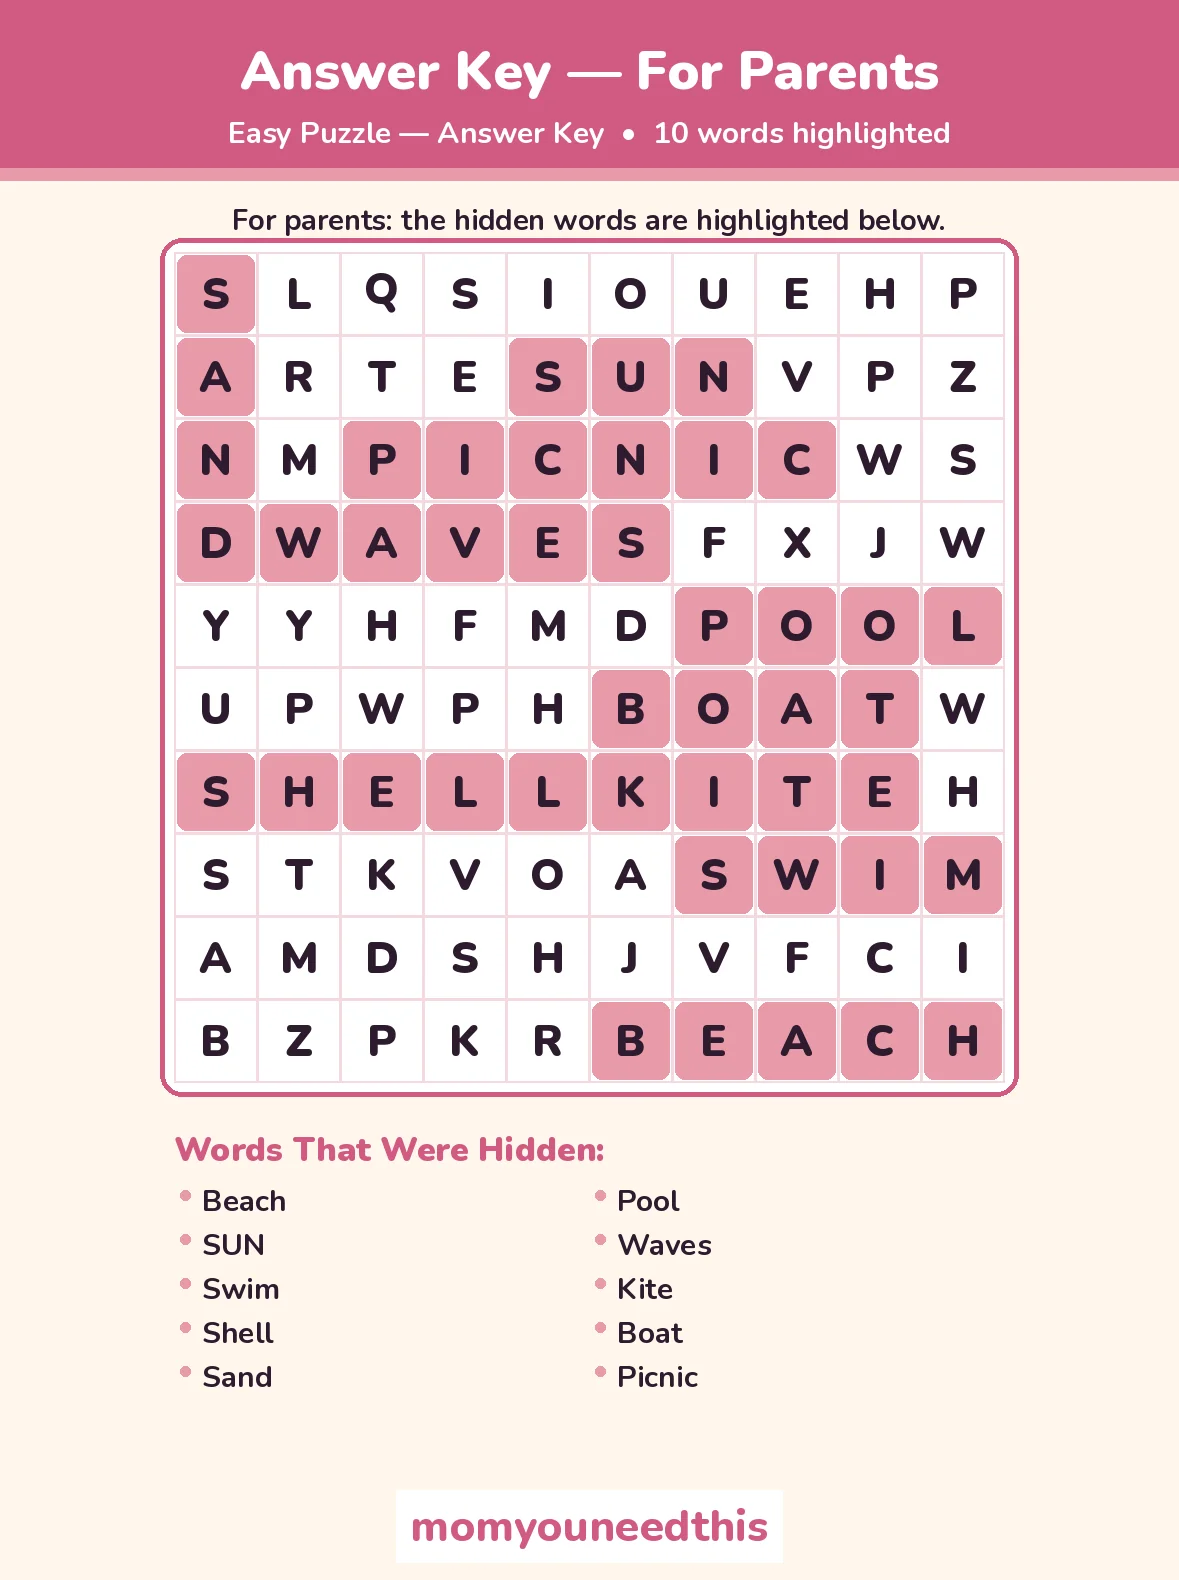 Answer Key — For Parents
Easy Puzzle — Answer Key • 10 words highlighted
For parents: the hidden words are highlighted below.
S L Q S I O U E H P
A R T E S U N V P Z
N M P I C N I C W S
D W A V E S F X J W
Y Y H F M D P O O L
U P W P H B O A T W
S H E L L K I T E H
S T K V O A S W I M
A M D S H J V F C I
B Z P K R B E A C H
Words That Were Hidden:
• Beach
• SUN
• Swim
• Shell
• Sand
• Pool
• Waves
• Kite
• Boat
• Picnic
momyouneedthis